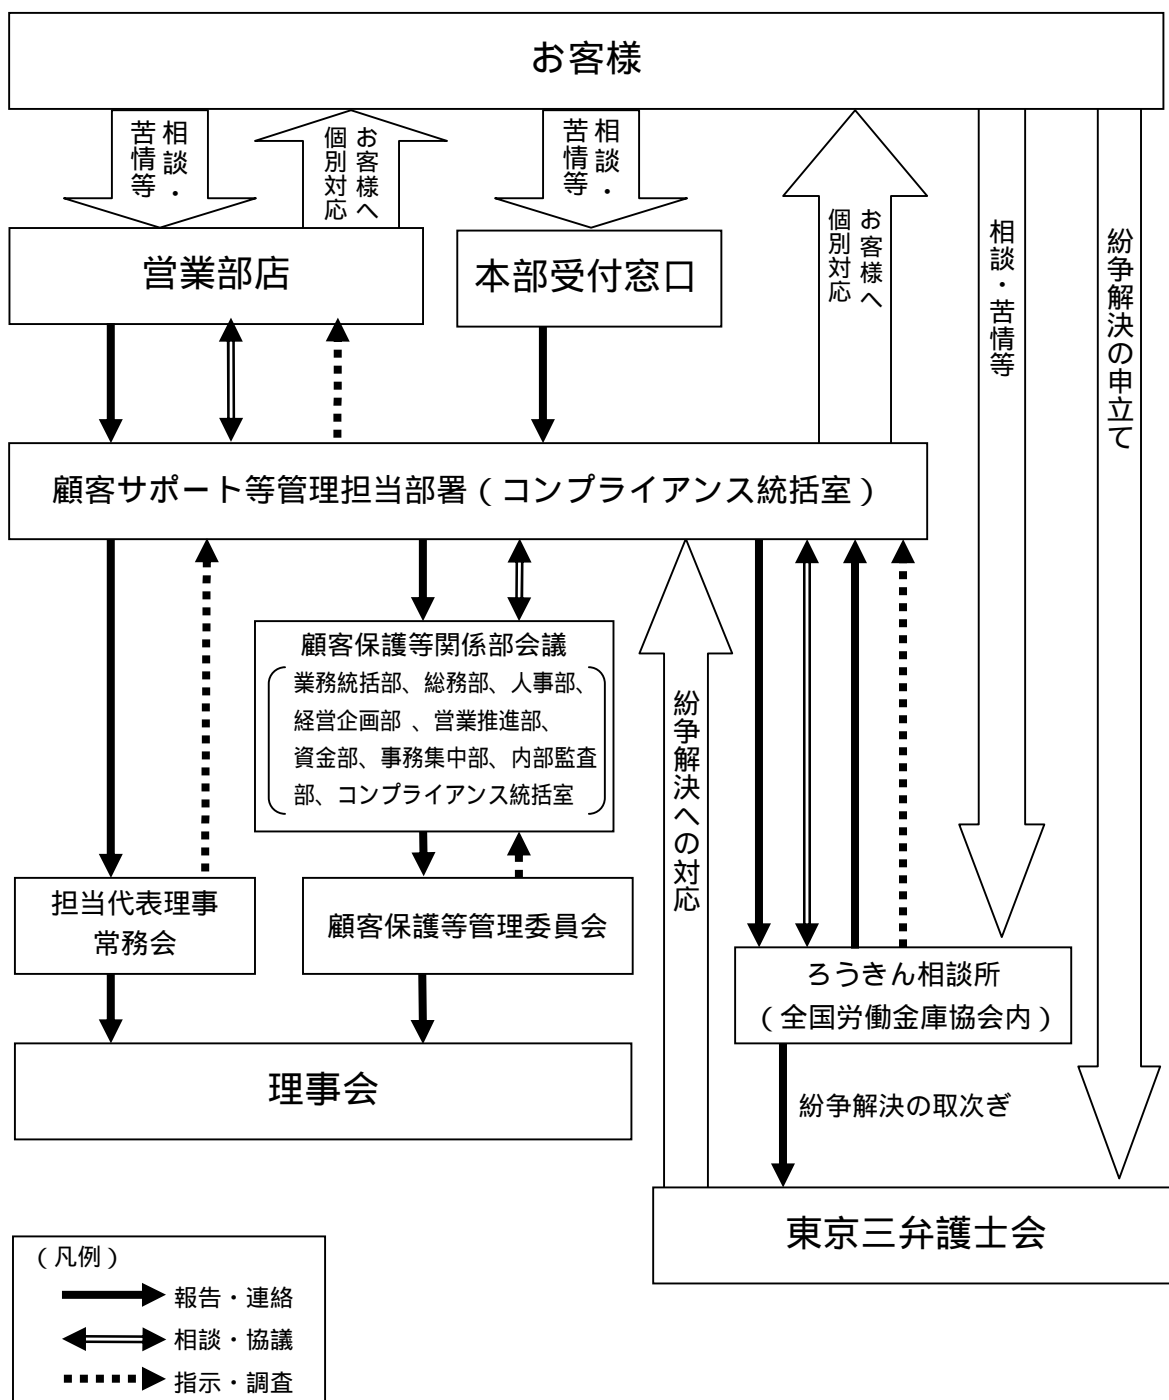 お客様
相談・
苦情等
お客様へ
個別対応
相談・
苦情等
お客様へ
個別対応
相談・苦情等
紛争解決の申立て
営業部店
本部受付窓口
顧客サポート等管理担当部署（コンプライアンス統括室）
顧客保護等関係部会議
業務統括部、総務部、人事部、
経営企画部 、営業推進部、
資金部、事務集中部、内部監査
部、コンプライアンス統括室
紛争解決への対応
担当代表理事
常務会
顧客保護等管理委員会
ろうきん相談所
（全国労働金庫協会内）
理事会
紛争解決の取次ぎ
東京三弁護士会
（凡例）
報告・連絡
相談・協議
指示・調査